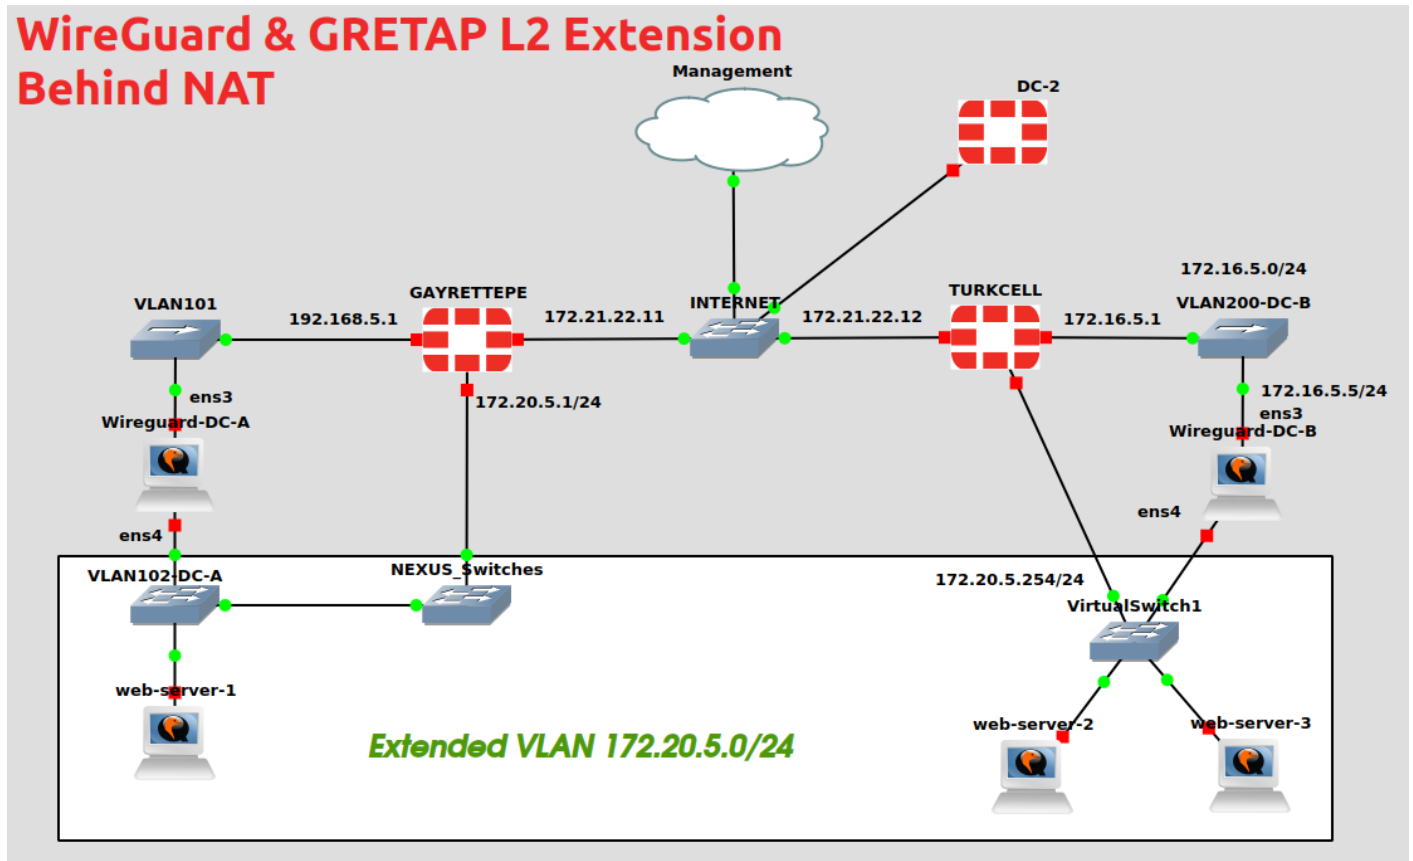 WireGuard & GRETAP L2 Extension
Behind NAT
Management
DC-2
172.16.5.0/24
VLAN101
GAYRETTEPE
INTERNET
TURKCELL
VLAN200-DC-B
192.168.5.1
172.21.22.11
172.21.22.12
172.16.5.1
ens3
172.20.5.1/24
172.16.5.5/24
ens3
Wireguard-DC-A
Wireguard-DC-B
ens4
ens4
VLAN102-DC-A
NEXUS_Switches
172.20.5.254/24
VirtualSwitch1
web-server-1
web-server-2
web-server-3
Extended VLAN 172.20.5.0/24